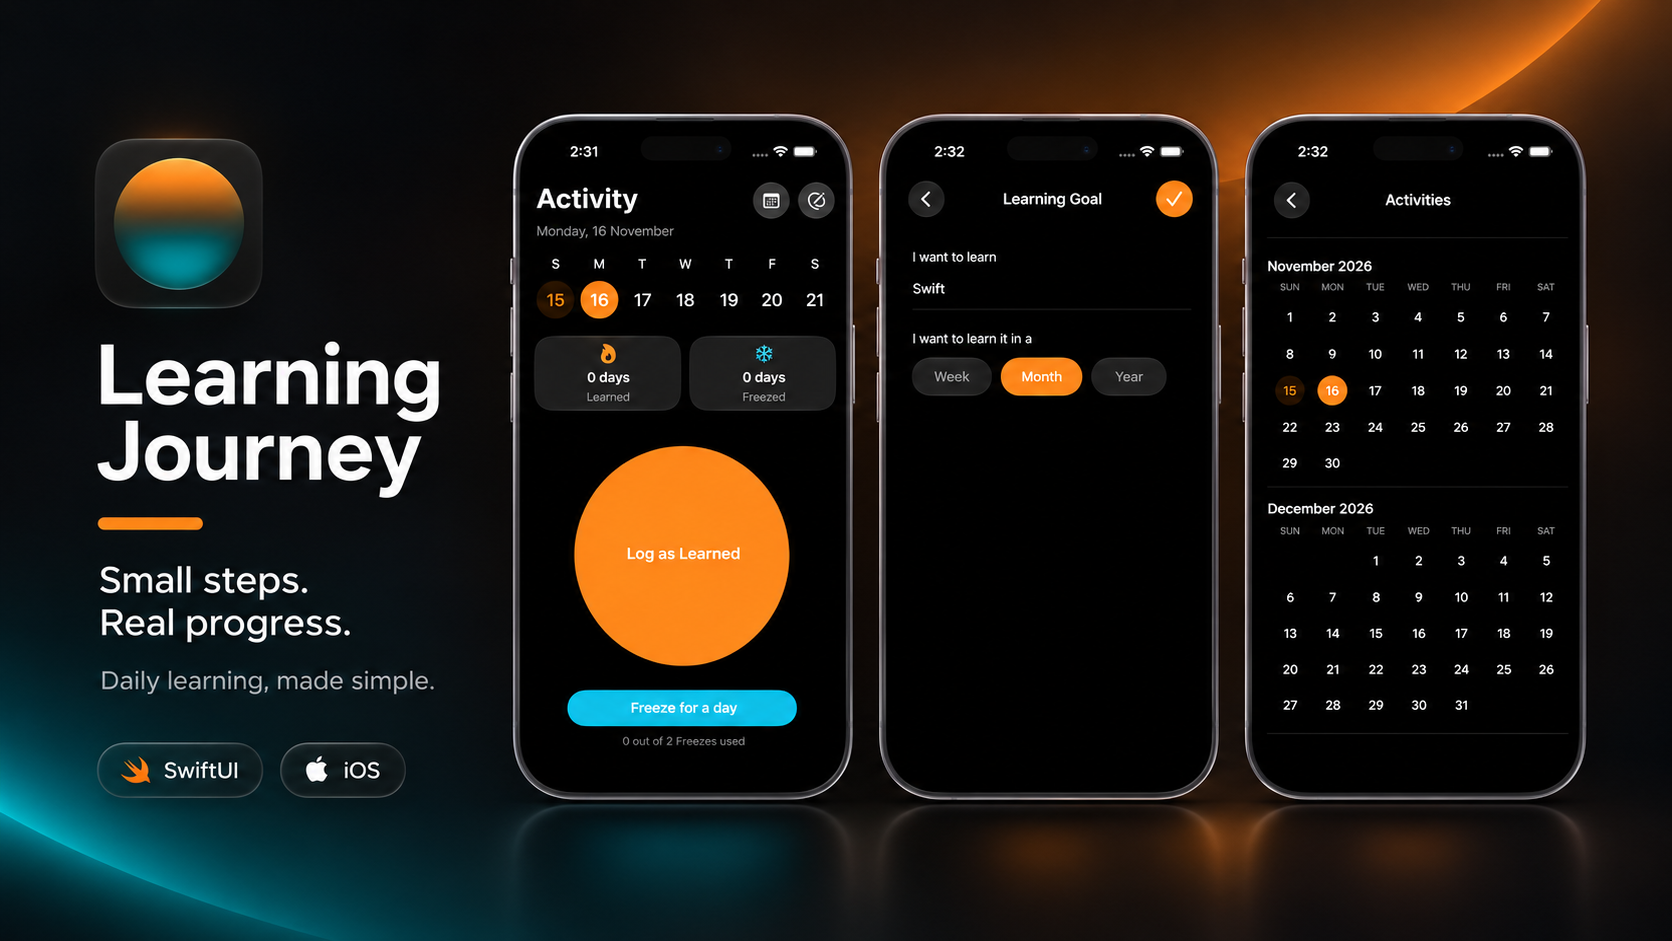 Learning
Journey
Small steps.
Real progress.
Daily learning, made simple.
SwiftUI
iOS
2:31
Activity
Monday, 16 November
S M T W T F S
15 16 17 18 19 20 21
0 days
Learned
0 days
Freezed
Log as Learned
Freeze for a day
0 out of 2 Freezes used
2:32
Learning Goal
I want to learn
Swift
I want to learn it in a
Week Month Year
2:32
Activities
November 2026
SUN MON TUE WED THU FRI SAT
1 2 3 4 5 6 7
8 9 10 11 12 13 14
15 16 17 18 19 20 21
22 23 24 25 26 27 28
29 30
December 2026
SUN MON TUE WED THU FRI SAT
1 2 3 4 5
6 7 8 9 10 11 12
13 14 15 16 17 18 19
20 21 22 23 24 25 26
27 28 29 30 31